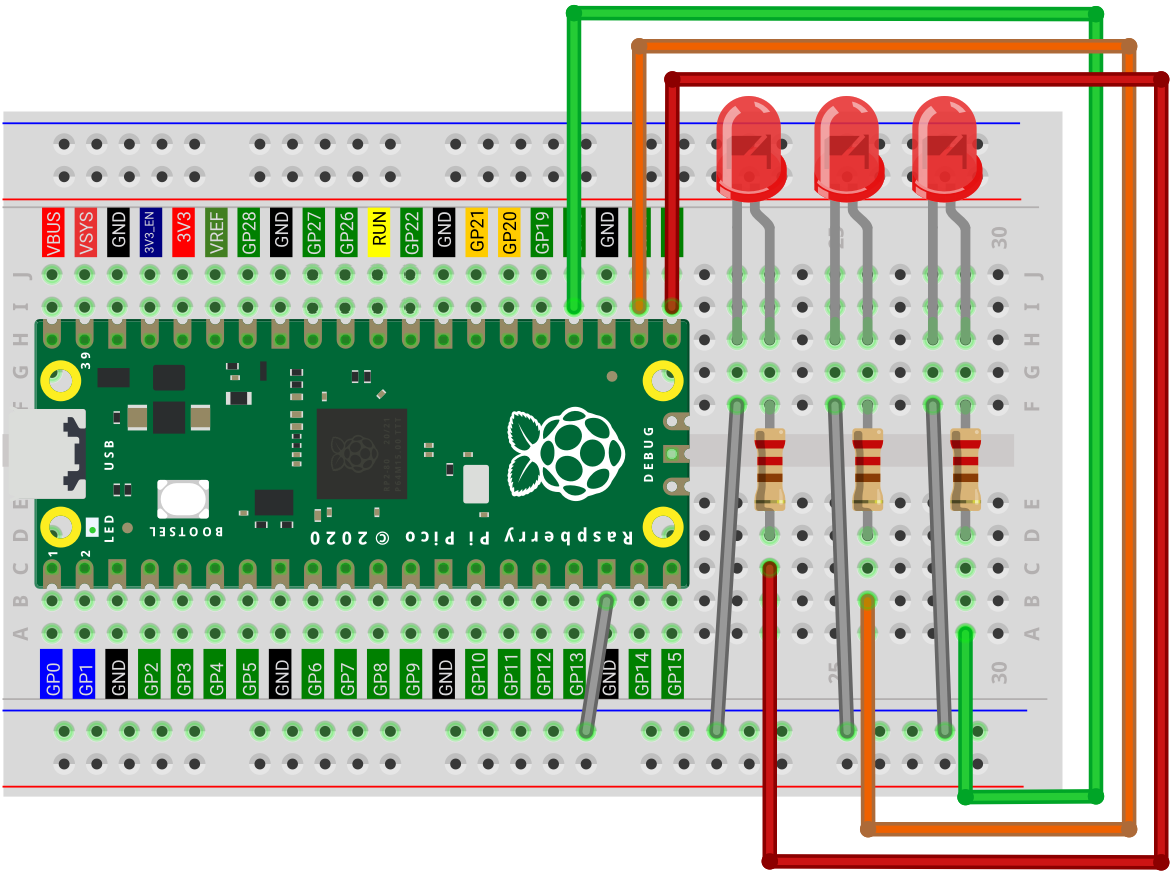 VBUS VSYS GND 3V3_EN 3V3 VREF GP28 GND GP27 GP26 RUN GP22 GND GP21 GP20 GP19 GND
25 30
J J
I I
H H
G G
F F
39
USB
DEBUG
BOOTSEL
LED
Raspberry Pi Pico © 2020
1 2
E E
D D
C C
B B
A A
GP0 GP1 GND GP2 GP3 GP4 GP5 GND GP6 GP7 GP8 GP9 GND GP10 GP11 GP12 GP13 GND GP14 GP15
25 30